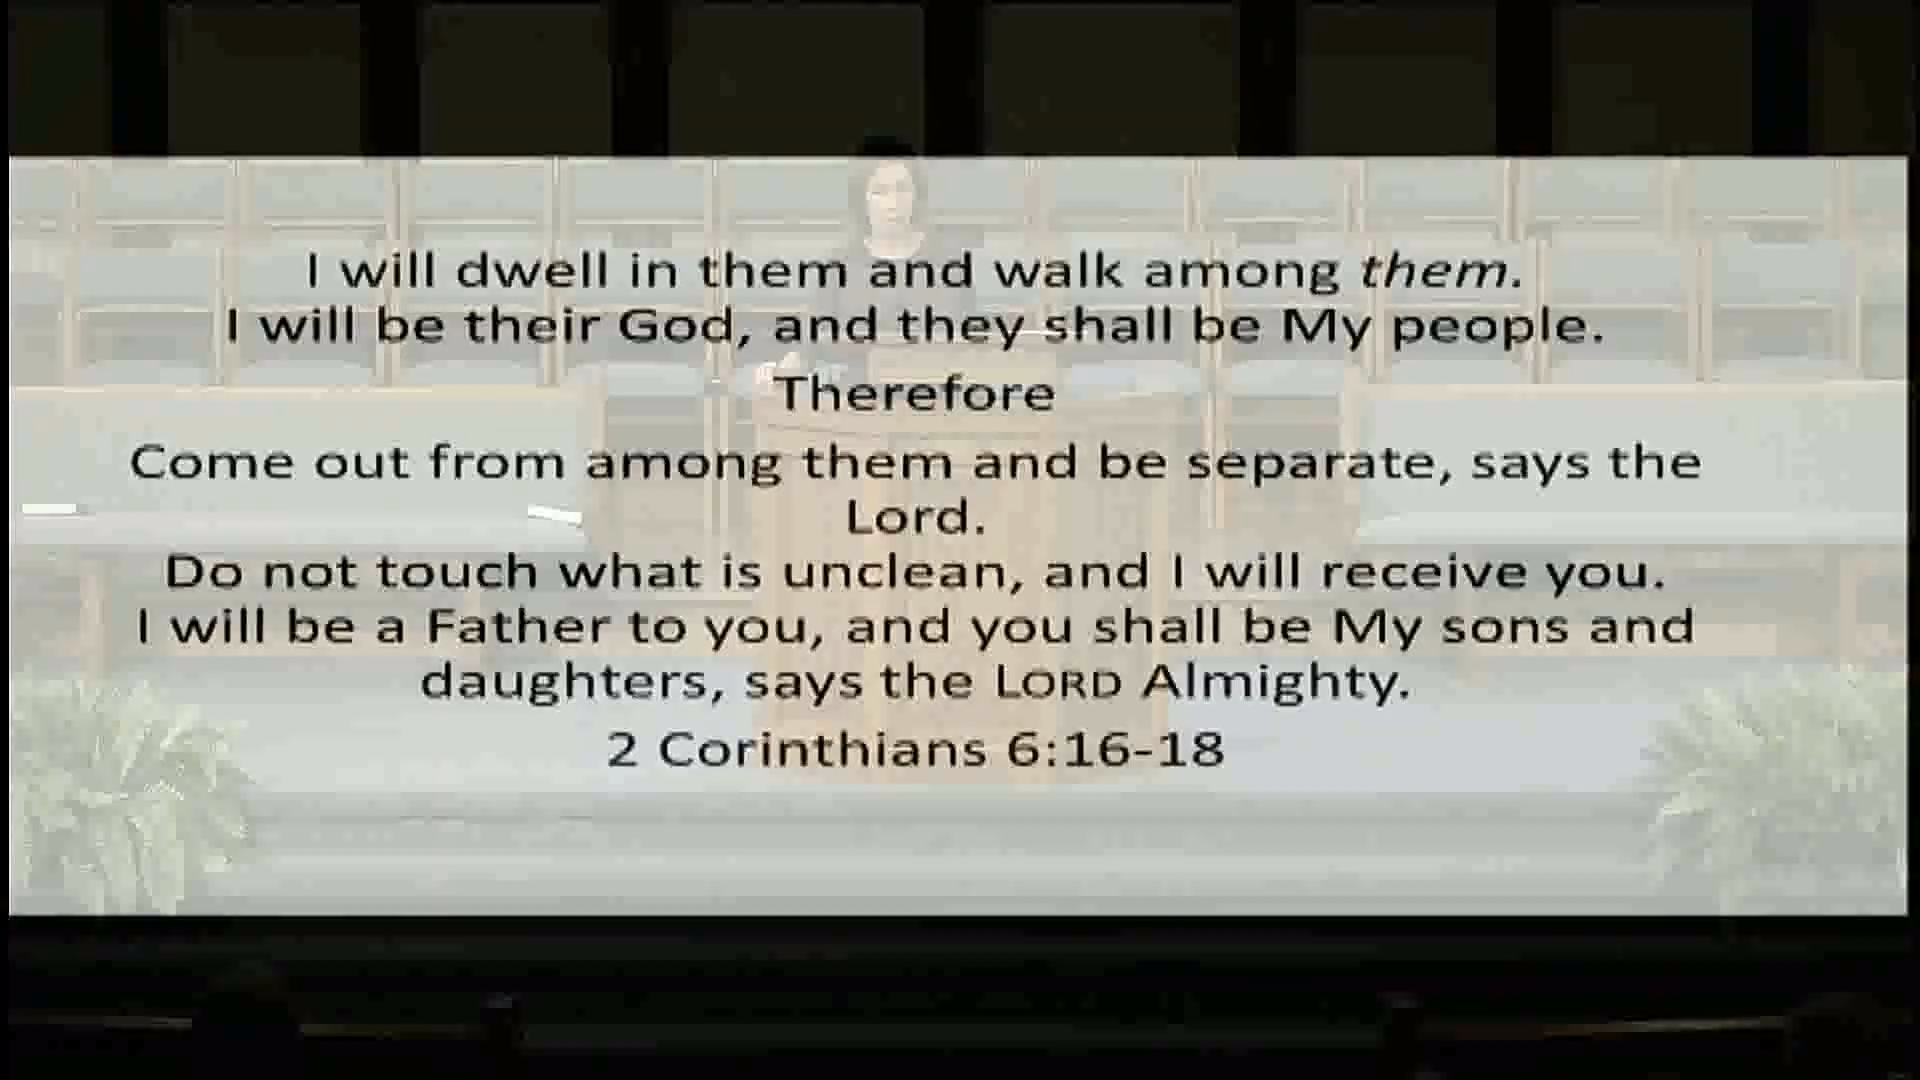 I will dwell in them and walk among them.
I will be their God, and they shall be My people.
Therefore
Come out from among them and be separate, says the
Lord.
Do not touch what is unclean, and I will receive you.
I will be a Father to you, and you shall be My sons and
daughters, says the LORD Almighty.
2 Corinthians 6:16-18